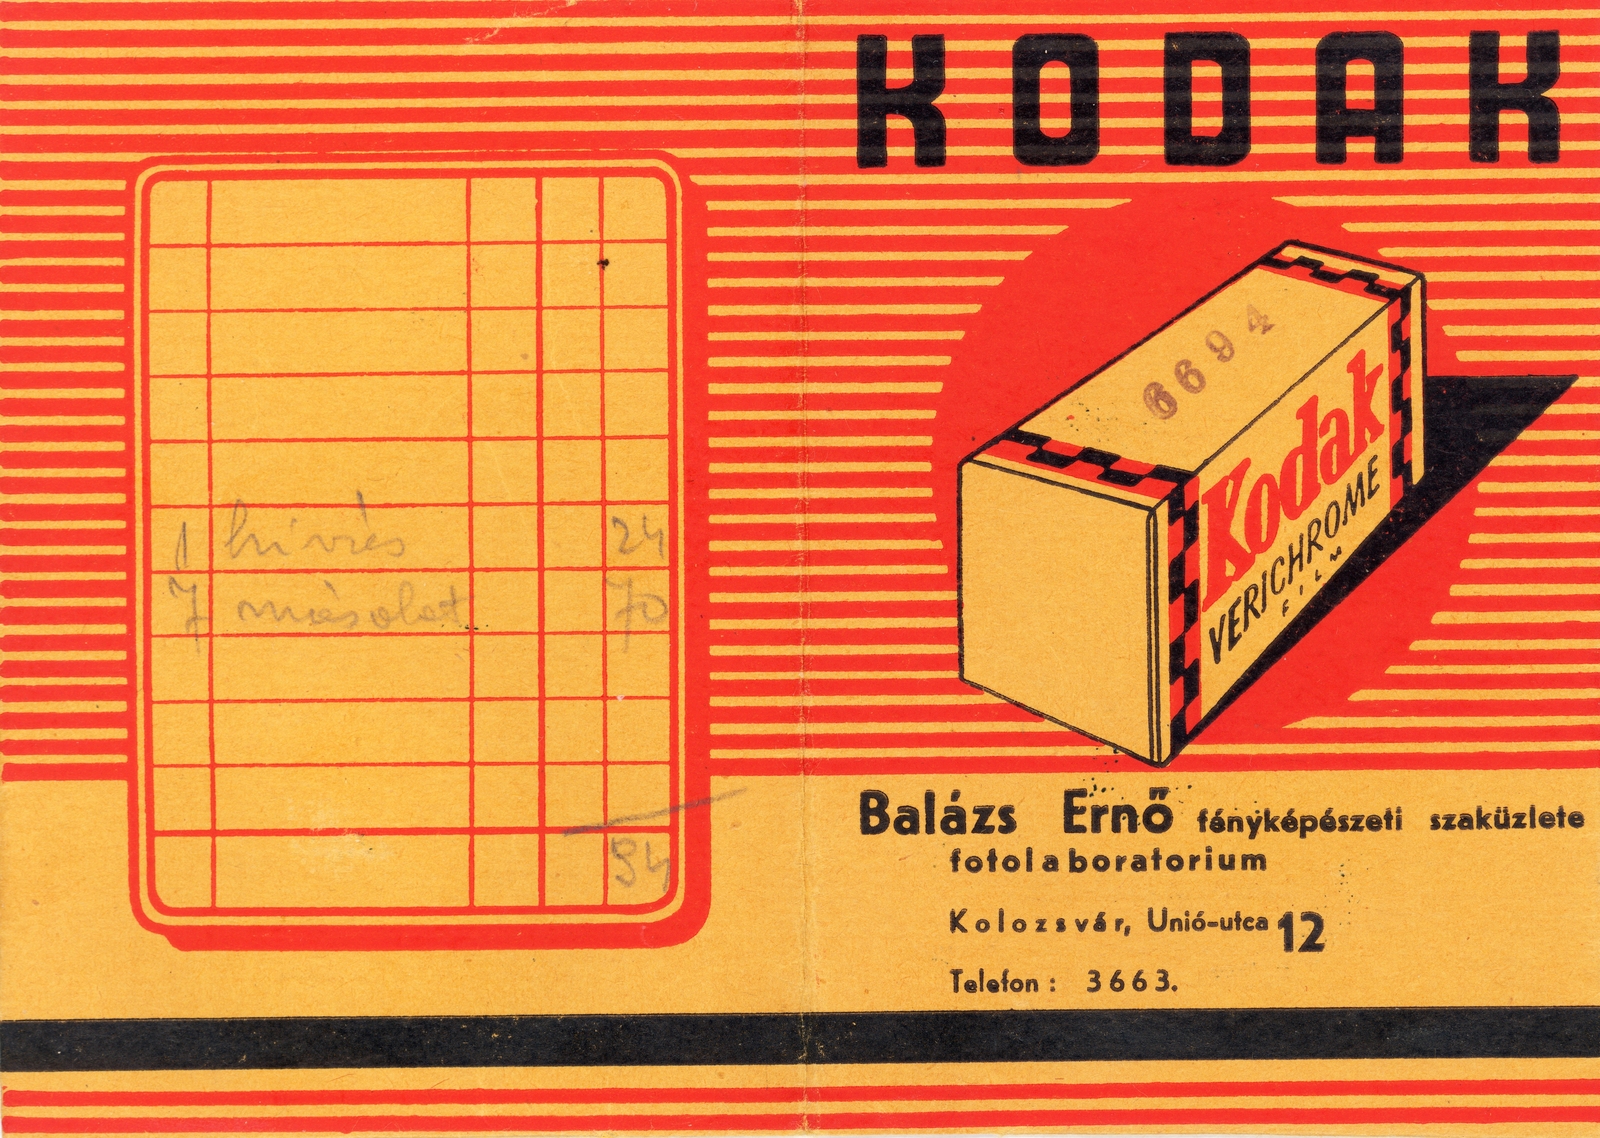 1 hívás 24
7 másolat 70
94
KODAK
6694
Kodak
VERICHROME
FILM
Balázs Ernő fényképészeti szaküzlete
fotolaboratorium
Kolozsvár, Unió-utca 12
Telefon : 3663.